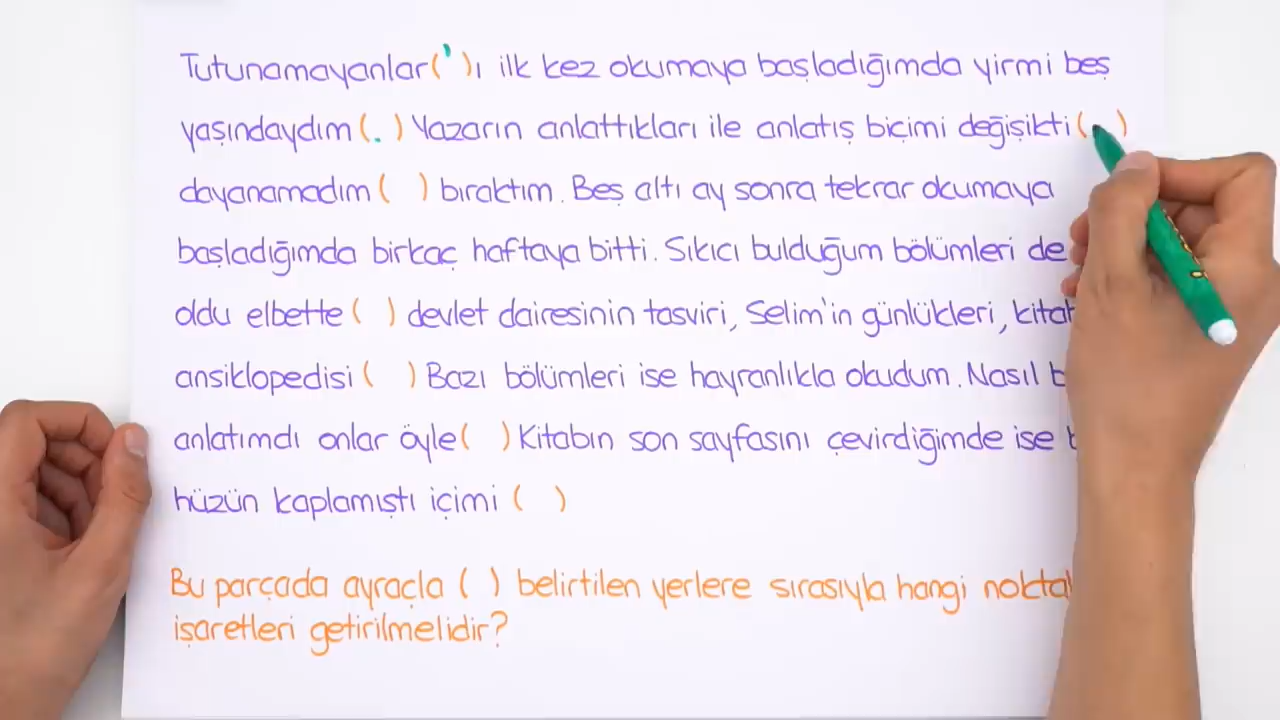 Tutunamayanlar(')ı ilk kez okumaya başladığımda yirmi beş
yaşındaydım (.) Yazarın anlattıkları ile anlatış biçimi değişikti ( )
dayanamadım ( ) bıraktım. Beş altı ay sonra tekrar okumaya
başladığımda birkaç haftaya bitti. Sıkıcı bulduğum bölümleri de
oldu elbette ( ) devlet dairesinin tasviri, Selim'in günlükleri,
ansiklopedisi ( ) Bazı bölümleri ise hayranlıkla okudum. Nasıl
anlatımdı onlar öyle ( ) Kitabın son sayfasını çevirdiğimde ise
hüzün kaplamıştı içimi ( )
Bu parçada ayraçla ( ) belirtilen yerlere sırasıyla hangi
işaretleri getirilmelidir?